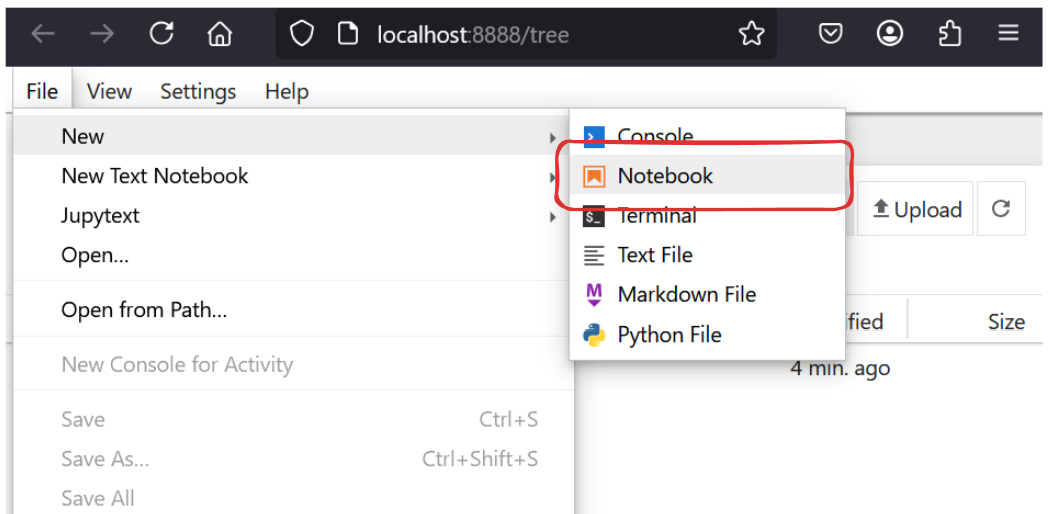 localhost:8888/tree
File View Settings Help
New
New Text Notebook
Jupytext
Open...
Open from Path...
New Console for Activity
Save Ctrl+S
Save As... Ctrl+Shift+S
Save All
Console
Notebook
$_ Terminal
Text File
M Markdown File
Python File
Upload
ified Size
4 min. ago